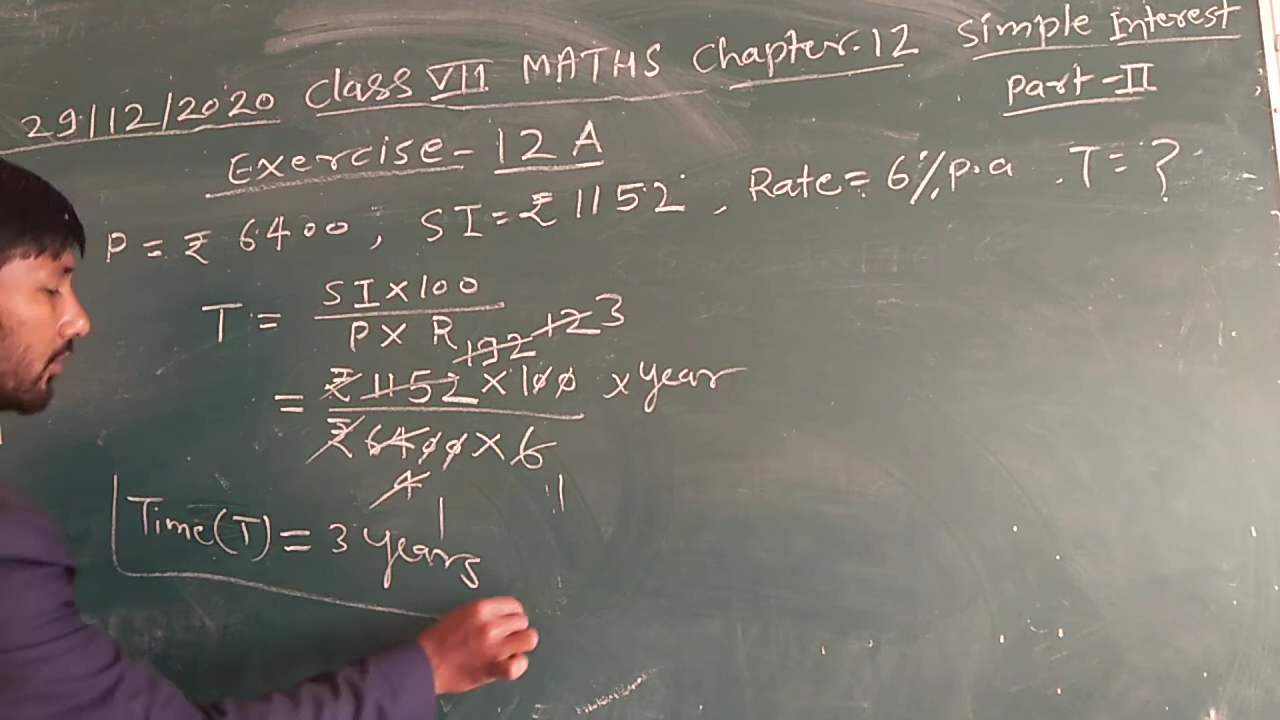 29/12/2020 Class VII MATHS Chapter-12 Simple Interest
Part-II
Exercise-12 A
P = ₹ 6400, SI = ₹ 1152, Rate = 6% p.a T = ?
T = SI × 100
P × R
192 12 3
= ₹ 1152 × 100 × year
₹ 6400 × 6
4 1
1
Time (T) = 3 years